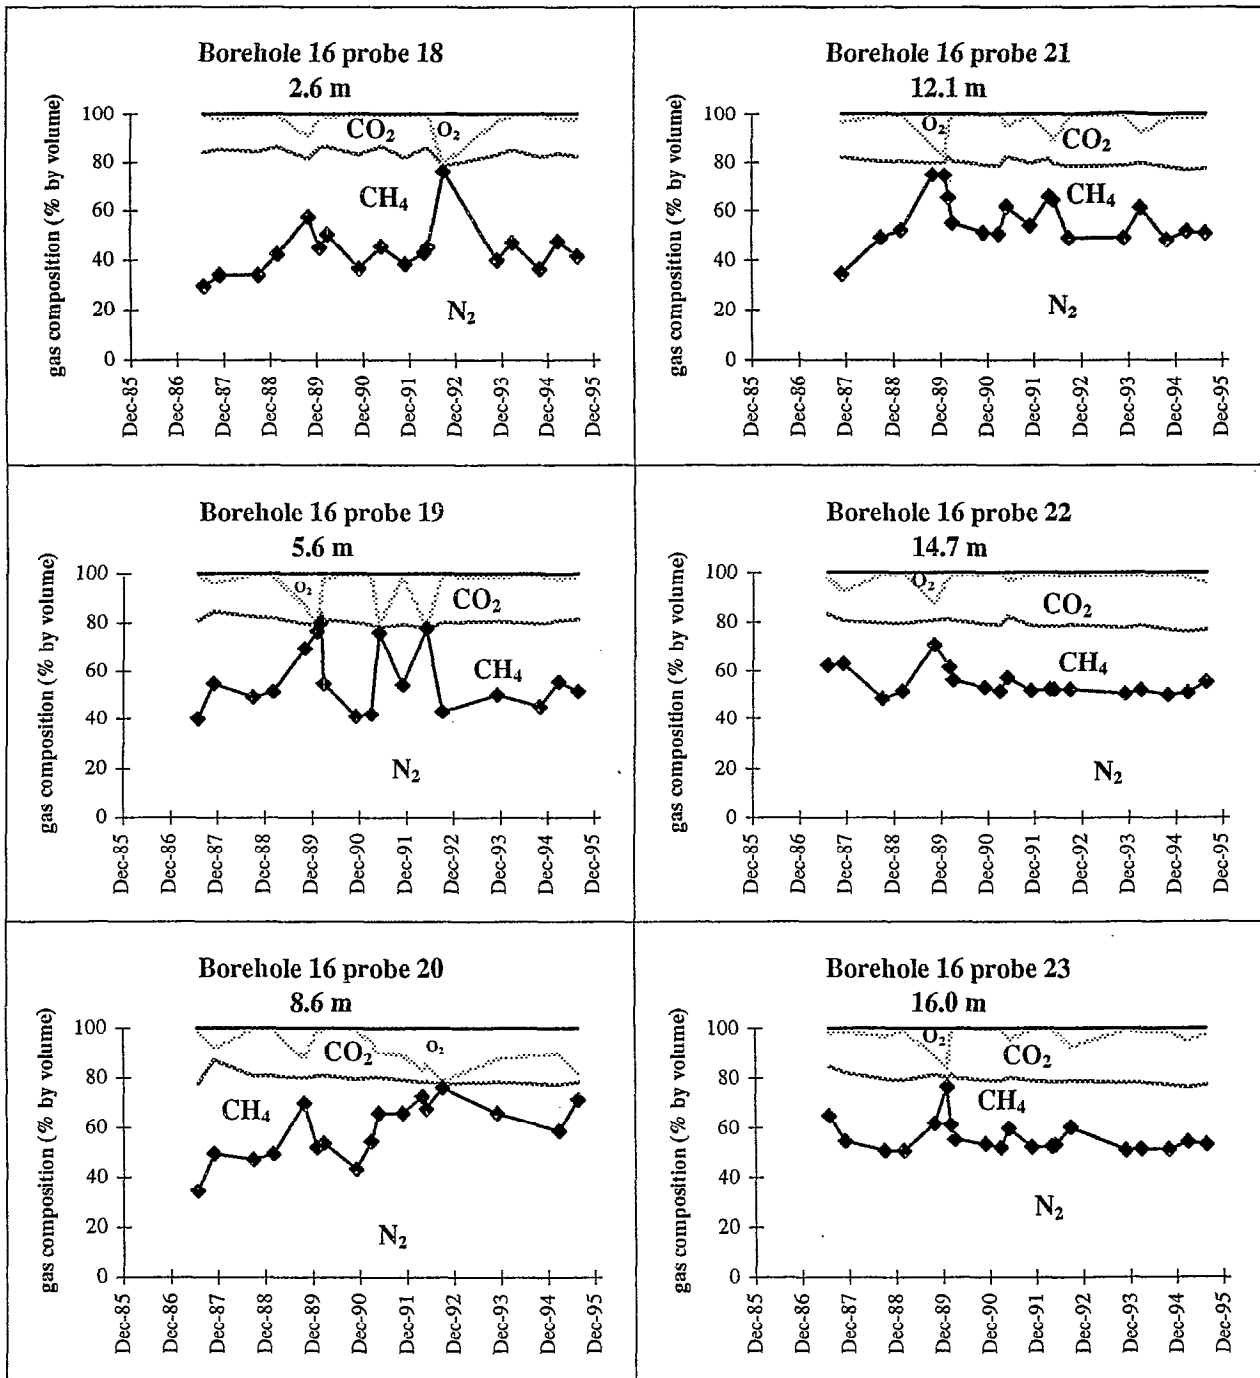 Borehole 16 probe 18
2.6 m
gas composition (% by volume)
100
80
60
40
20
0
O₂
CO₂
CH₄
N₂
Dec-85
Dec-86
Dec-87
Dec-88
Dec-89
Dec-90
Dec-91
Dec-92
Dec-93
Dec-94
Dec-95
Borehole 16 probe 21
12.1 m
gas composition (% by volume)
100
80
60
40
20
0
O₂
CO₂
CH₄
N₂
Dec-85
Dec-86
Dec-87
Dec-88
Dec-89
Dec-90
Dec-91
Dec-92
Dec-93
Dec-94
Dec-95
Borehole 16 probe 19
5.6 m
gas composition (% by volume)
100
80
60
40
20
0
O₂
CO₂
CH₄
N₂
Dec-85
Dec-86
Dec-87
Dec-88
Dec-89
Dec-90
Dec-91
Dec-92
Dec-93
Dec-94
Dec-95
Borehole 16 probe 22
14.7 m
gas composition (% by volume)
100
80
60
40
20
0
O₂
CO₂
CH₄
N₂
Dec-85
Dec-86
Dec-87
Dec-88
Dec-89
Dec-90
Dec-91
Dec-92
Dec-93
Dec-94
Dec-95
Borehole 16 probe 20
8.6 m
gas composition (% by volume)
100
80
60
40
20
0
O₂
CO₂
CH₄
N₂
Dec-85
Dec-86
Dec-87
Dec-88
Dec-89
Dec-90
Dec-91
Dec-92
Dec-93
Dec-94
Dec-95
Borehole 16 probe 23
16.0 m
gas composition (% by volume)
100
80
60
40
20
0
O₂
CO₂
CH₄
N₂
Dec-85
Dec-86
Dec-87
Dec-88
Dec-89
Dec-90
Dec-91
Dec-92
Dec-93
Dec-94
Dec-95